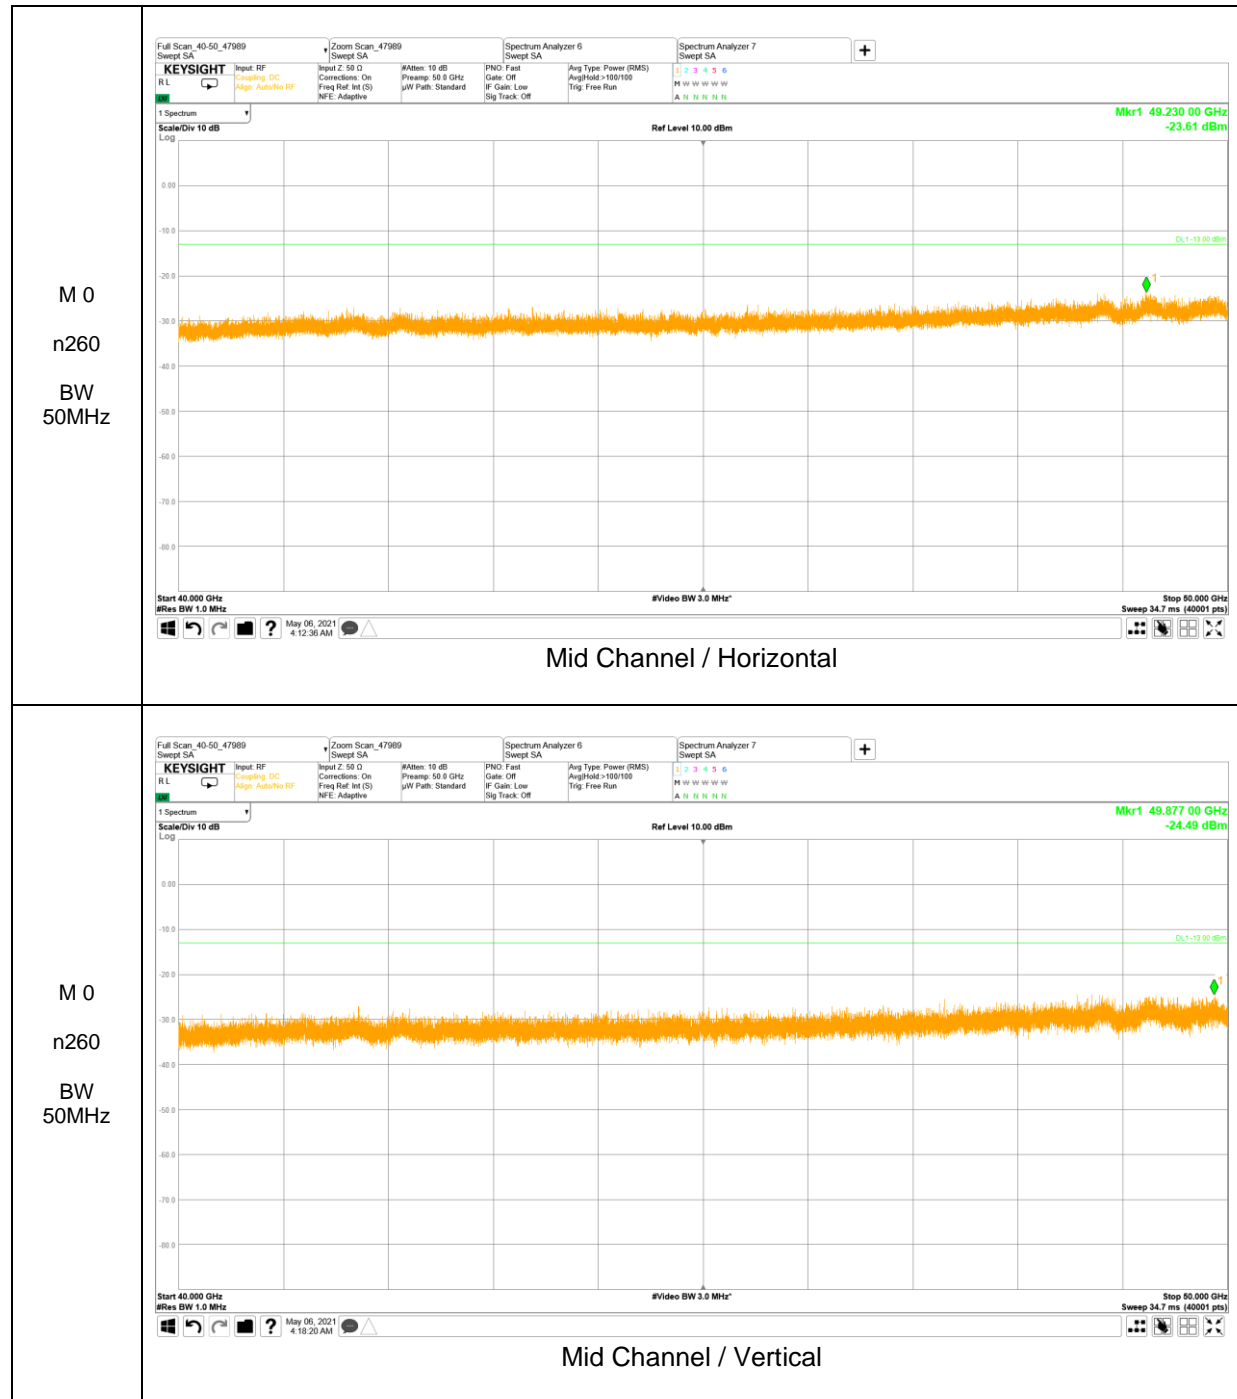 M 0
n260
BW
50MHz
Full Scan_40-50_47989
Swept SA
Zoom Scan_47989
Swept SA
Spectrum Analyzer 6
Swept SA
Spectrum Analyzer 7
Swept SA
KEYSIGHT
R L
Input: RF
Coupling: DC
Align: Auto/No RF
Input Z: 50 Ω
Corrections: On
Freq Ref: Int (S)
NFE: Adaptive
#Atten: 10 dB
Preamp: 50.0 GHz
µW Path: Standard
PNO: Fast
Gate: Off
IF Gain: Low
Sig Track: Off
Avg Type: Power (RMS)
Avg|Hold:>100/100
Trig: Free Run
1 2 3 4 5 6
M W W W W W
A N N N N N
1 Spectrum
Scale/Div 10 dB
Log
Ref Level 10.00 dBm
Mkr1 49.230 00 GHz
-23.61 dBm
0.00
-10.0
DL1 -13.00 dBm
-20.0
1
-30.0
-40.0
-50.0
-60.0
-70.0
-80.0
Start 40.000 GHz
#Res BW 1.0 MHz
#Video BW 3.0 MHz*
Stop 50.000 GHz
Sweep 34.7 ms (40001 pts)
May 06, 2021
4:12:36 AM
Mid Channel / Horizontal
M 0
n260
BW
50MHz
Full Scan_40-50_47989
Swept SA
Zoom Scan_47989
Swept SA
Spectrum Analyzer 6
Swept SA
Spectrum Analyzer 7
Swept SA
KEYSIGHT
R L
Input: RF
Coupling: DC
Align: Auto/No RF
Input Z: 50 Ω
Corrections: On
Freq Ref: Int (S)
NFE: Adaptive
#Atten: 10 dB
Preamp: 50.0 GHz
µW Path: Standard
PNO: Fast
Gate: Off
IF Gain: Low
Sig Track: Off
Avg Type: Power (RMS)
Avg|Hold:>100/100
Trig: Free Run
1 2 3 4 5 6
M W W W W W
A N N N N N
1 Spectrum
Scale/Div 10 dB
Log
Ref Level 10.00 dBm
Mkr1 49.877 00 GHz
-24.49 dBm
0.00
-10.0
DL1 -13.00 dBm
-20.0
1
-30.0
-40.0
-50.0
-60.0
-70.0
-80.0
Start 40.000 GHz
#Res BW 1.0 MHz
#Video BW 3.0 MHz*
Stop 50.000 GHz
Sweep 34.7 ms (40001 pts)
May 06, 2021
4:18:20 AM
Mid Channel / Vertical